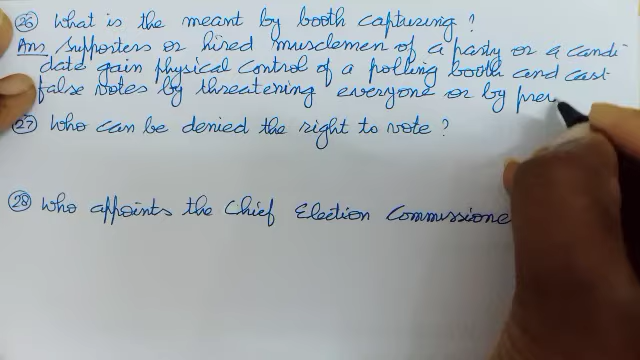 26 What is the meant by booth capturing ?
Ans Supporters or hired musclemen of a party or a candi-
date gain physical control of a polling booth and cast
false votes by threatening everyone or by prev
27 Who can be denied the right to vote ?
28 Who appoints the Chief Election Commissione